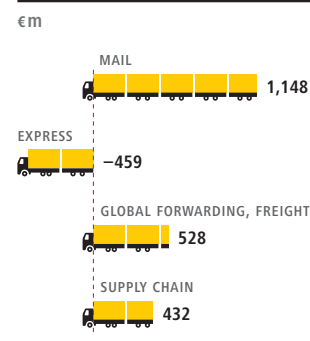 €m
MAIL
1,148
EXPRESS
–459
GLOBAL FORWARDING, FREIGHT
528
SUPPLY CHAIN
432